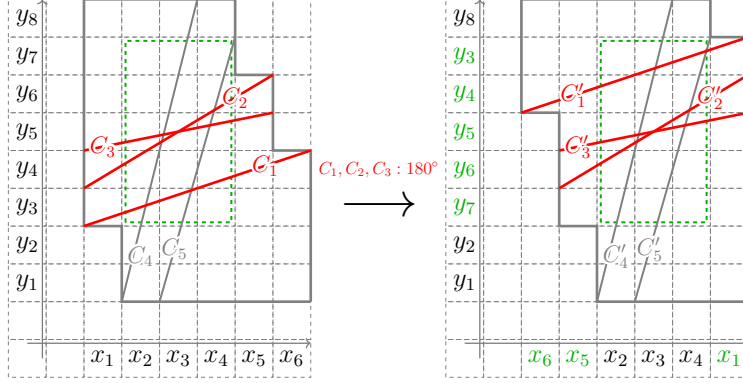 y₈
y₇
y₆
y₅
y₄
y₃
y₂
y₁
x₁ x₂ x₃ x₄ x₅ x₆
C₂
C₃
C₁
C₄ C₅
C₁, C₂, C₃ : 180°
y₈
y₃
y₄
y₅
y₆
y₇
y₂
y₁
x₆ x₅ x₂ x₃ x₄ x₁
C′₁ C′₂
C′₃
C′₄ C′₅